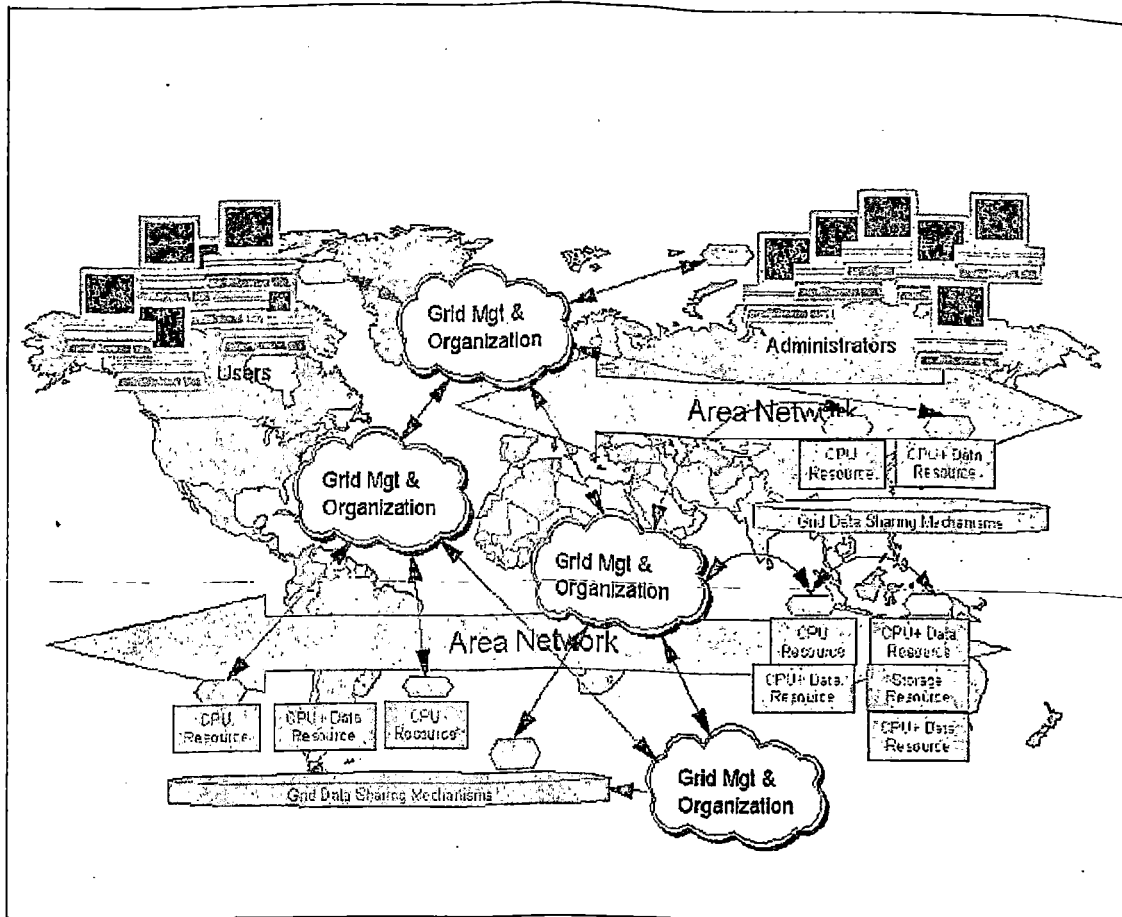 Grid Mgt &
Organization
Users
Administrators
Area Network
CPU
Resource
CPU+ Data
Resource
Grid Mgt &
Organization
Grid Data Sharing Mechanisms
Grid Mgt &
Organization
Area Network
CPU
Resource
CPU+ Data
Resource
CPU+ Data
Resource
Storage
Resource
CPU+ Data
Resource
CPU
Resource
CPU+ Data
Resource
CPU
Resource
Grid Mgt &
Organization
Grid Data Sharing Mechanisms